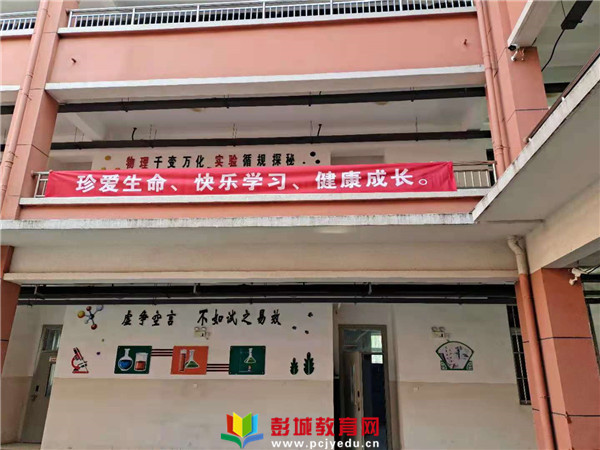 物理千变万化 实验循规探秘
珍爱生命、快乐学习、健康成长。
虚争空言 不如试之易效
彭城教育网
www.pcjyedu.cn